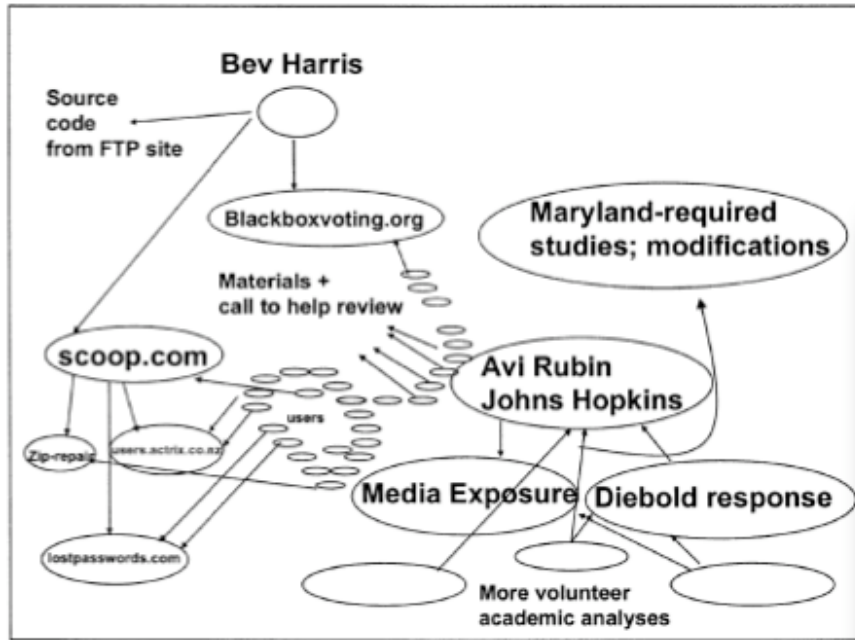 Bev Harris
Source
code
from FTP site
Blackboxvoting.org
Maryland-required
studies; modifications
Materials +
call to help review
scoop.com
Avi Rubin
Johns Hopkins
users
Zip-repair
users.actrix.co.nz
Media Exposure
Diebold response
lostpasswords.com
More volunteer
academic analyses